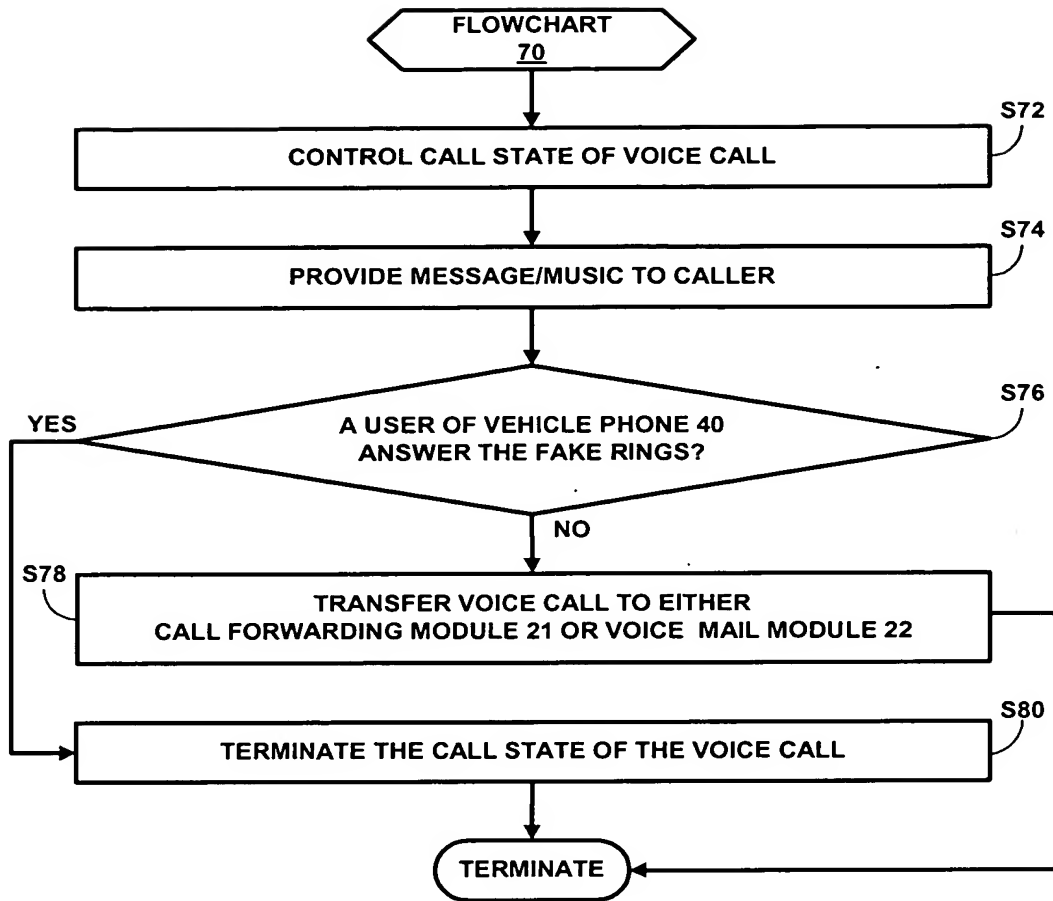 FLOWCHART
70
S72
CONTROL CALL STATE OF VOICE CALL
S74
PROVIDE MESSAGE/MUSIC TO CALLER
S76
YES
A USER OF VEHICLE PHONE 40
ANSWER THE FAKE RINGS?
NO
S78
TRANSFER VOICE CALL TO EITHER
CALL FORWARDING MODULE 21 OR VOICE MAIL MODULE 22
S80
TERMINATE THE CALL STATE OF THE VOICE CALL
TERMINATE